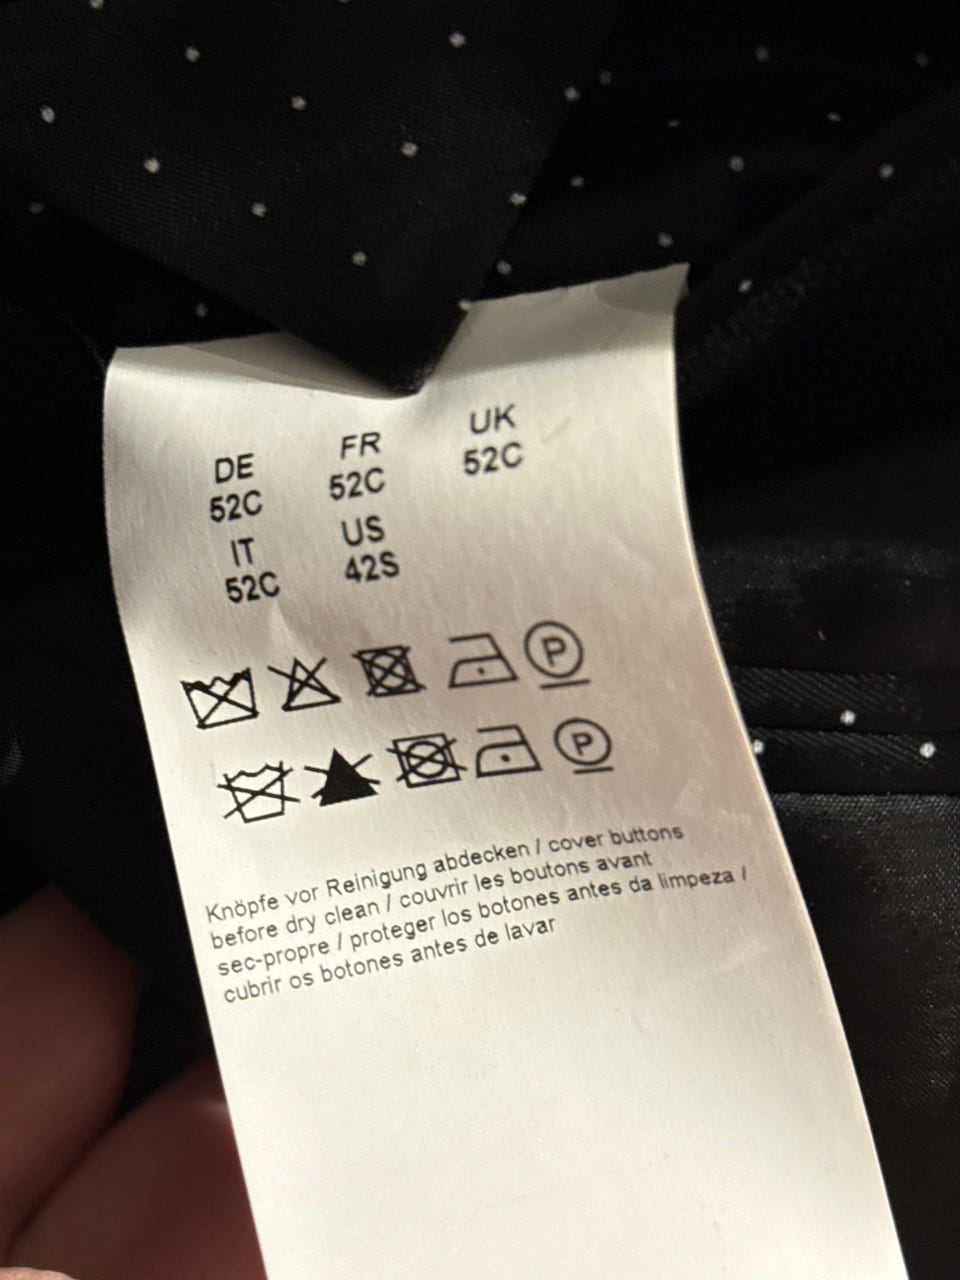 DE FR UK
52C 52C 52C
IT US
52C 42S
P
P
Knöpfe vor Reinigung abdecken / cover buttons
before dry clean / couvrir les boutons avant
sec-propre / proteger los botones antes da limpeza /
cubrir os botones antes de lavar